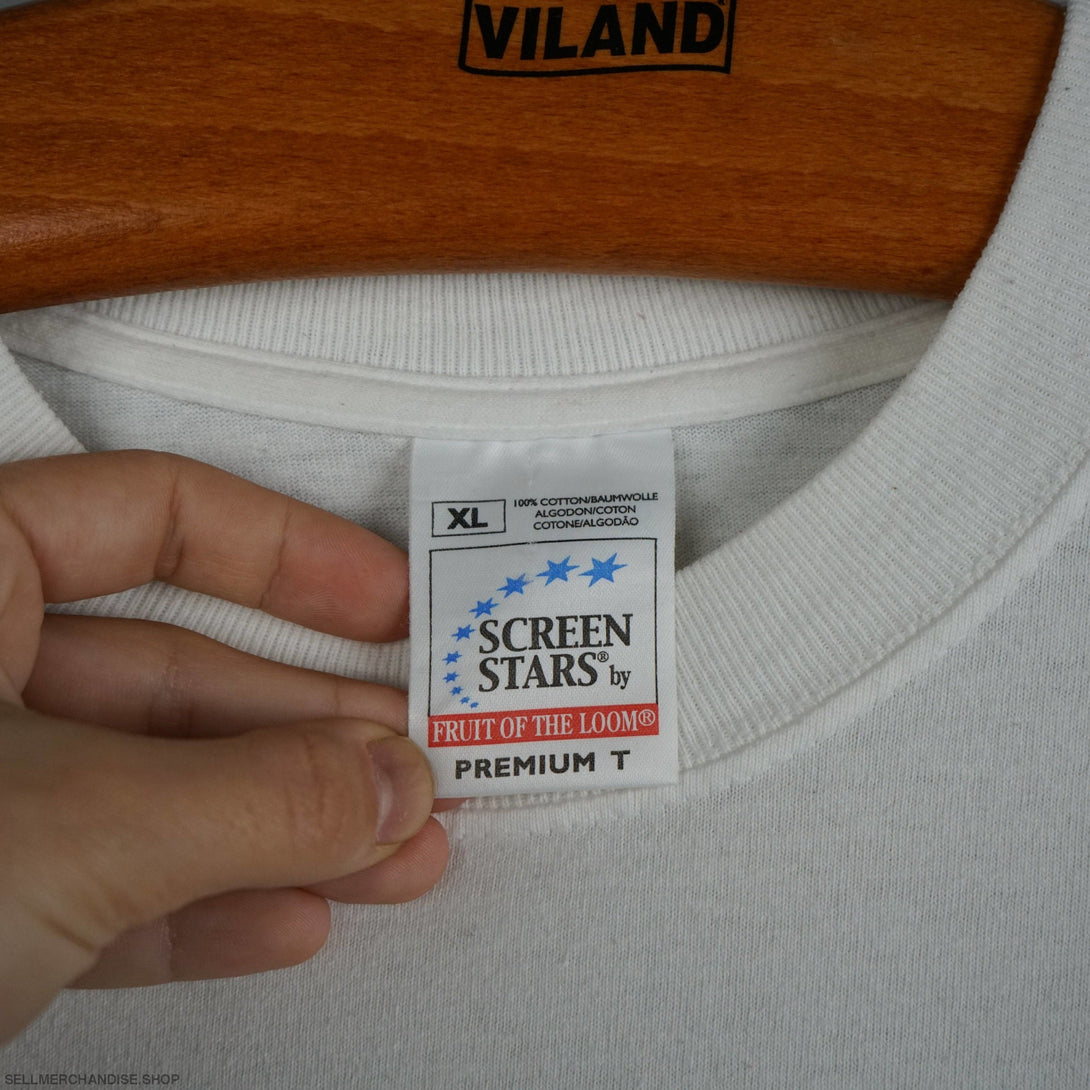 VILAND
XL
100% COTTON/BAUMWOLLE
ALGODON/COTON
COTONE/ALGODÃO
SCREEN
STARS® by
FRUIT OF THE LOOM®
PREMIUM T
SELLMERCHANDISE.SHOP